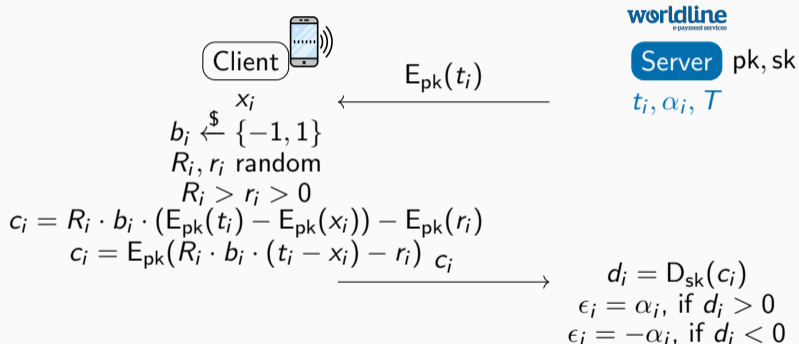 worldline
e-payment services
Client
Server pk, sk
E_pk(t_i)
x_i
t_i, α_i, T
b_i ←$ {−1, 1}
R_i, r_i random
R_i > r_i > 0
c_i = R_i · b_i · (E_pk(t_i) − E_pk(x_i)) − E_pk(r_i)
c_i = E_pk(R_i · b_i · (t_i − x_i) − r_i) c_i
d_i = D_sk(c_i)
ϵ_i = α_i, if d_i > 0
ϵ_i = −α_i, if d_i < 0